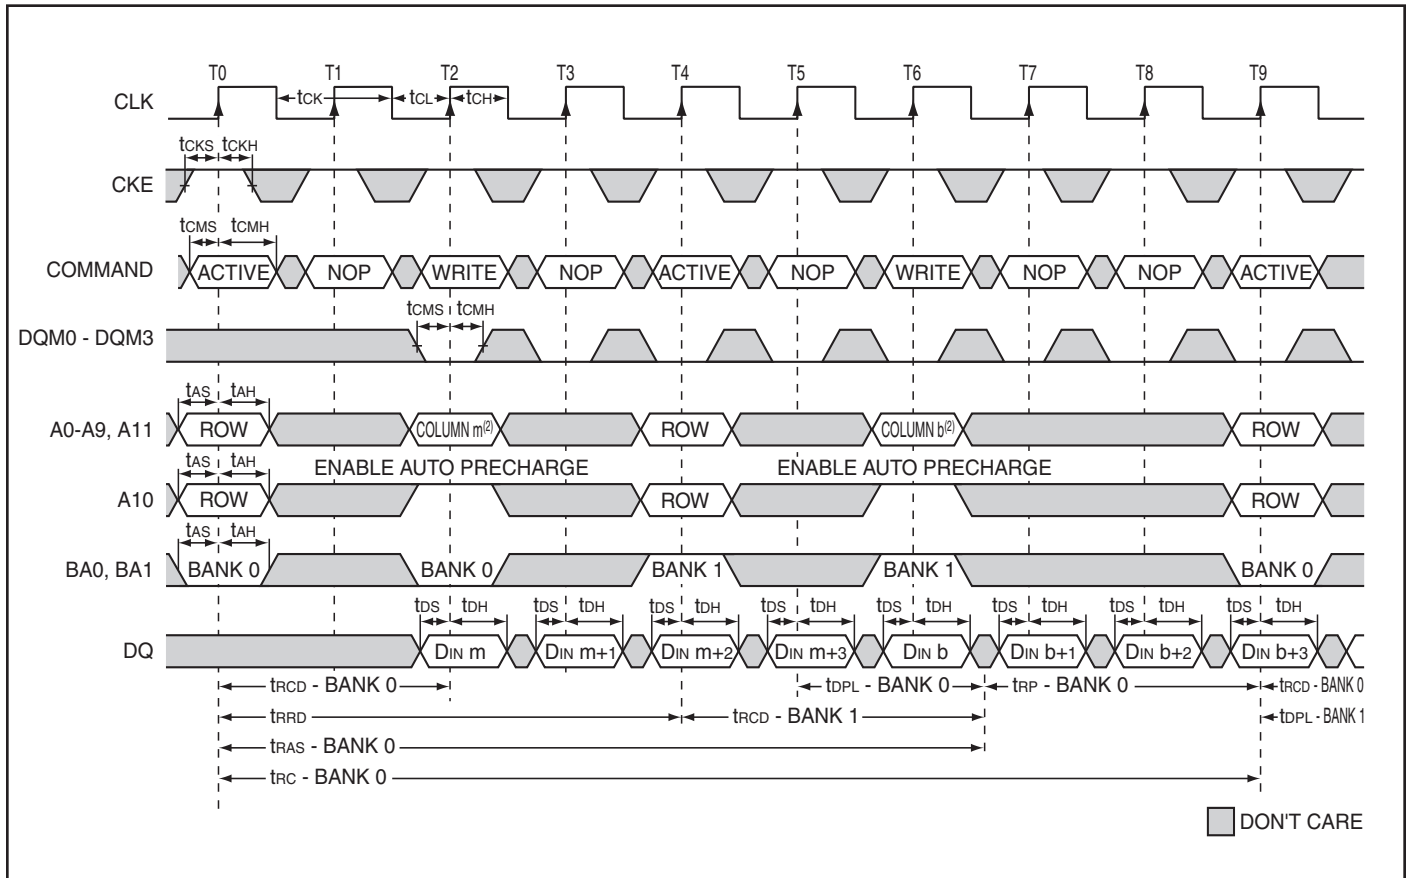 T0 T1 T2 T3 T4 T5 T6 T7 T8 T9
CLK tCK tCL tCH
tCKS tCKH
CKE
tCMS tCMH
COMMAND ACTIVE NOP WRITE NOP ACTIVE NOP WRITE NOP NOP ACTIVE
tCMS tCMH
DQM0 - DQM3
tAS tAH
A0-A9, A11 ROW COLUMN m(2) ROW COLUMN b(2) ROW
tAS tAH ENABLE AUTO PRECHARGE ENABLE AUTO PRECHARGE
A10 ROW ROW ROW
tAS tAH
BA0, BA1 BANK 0 BANK 0 BANK 1 BANK 1 BANK 0
tDS tDH tDS tDH tDS tDH tDS tDH tDS tDH tDS tDH tDS tDH tDS tDH
DQ DIN m DIN m+1 DIN m+2 DIN m+3 DIN b DIN b+1 DIN b+2 DIN b+3
tRCD - BANK 0 tDPL - BANK 0 tRP - BANK 0 tRCD - BANK 0
tRRD tRCD - BANK 1 tDPL - BANK 1
tRAS - BANK 0
tRC - BANK 0
DON'T CARE